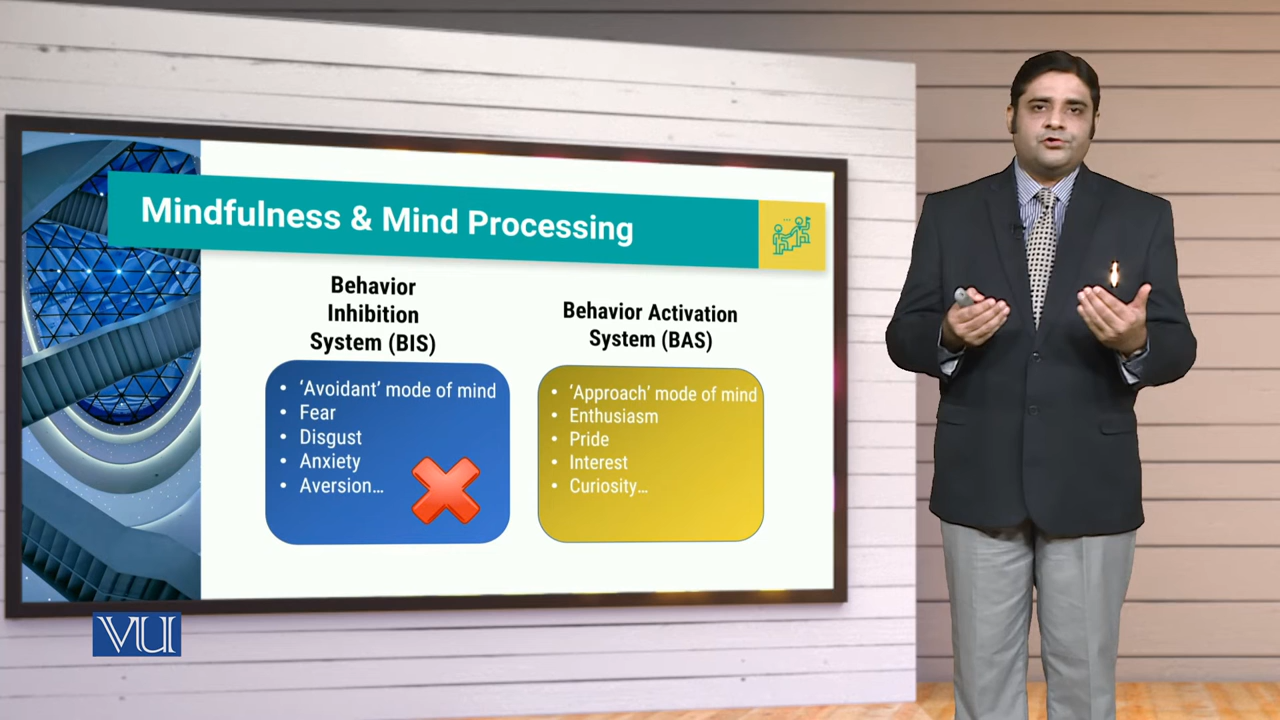 Mindfulness & Mind Processing
Behavior
Inhibition
System (BIS)
• ‘Avoidant’ mode of mind
• Fear
• Disgust
• Anxiety
• Aversion…
Behavior Activation
System (BAS)
• ‘Approach’ mode of mind
• Enthusiasm
• Pride
• Interest
• Curiosity…
VU